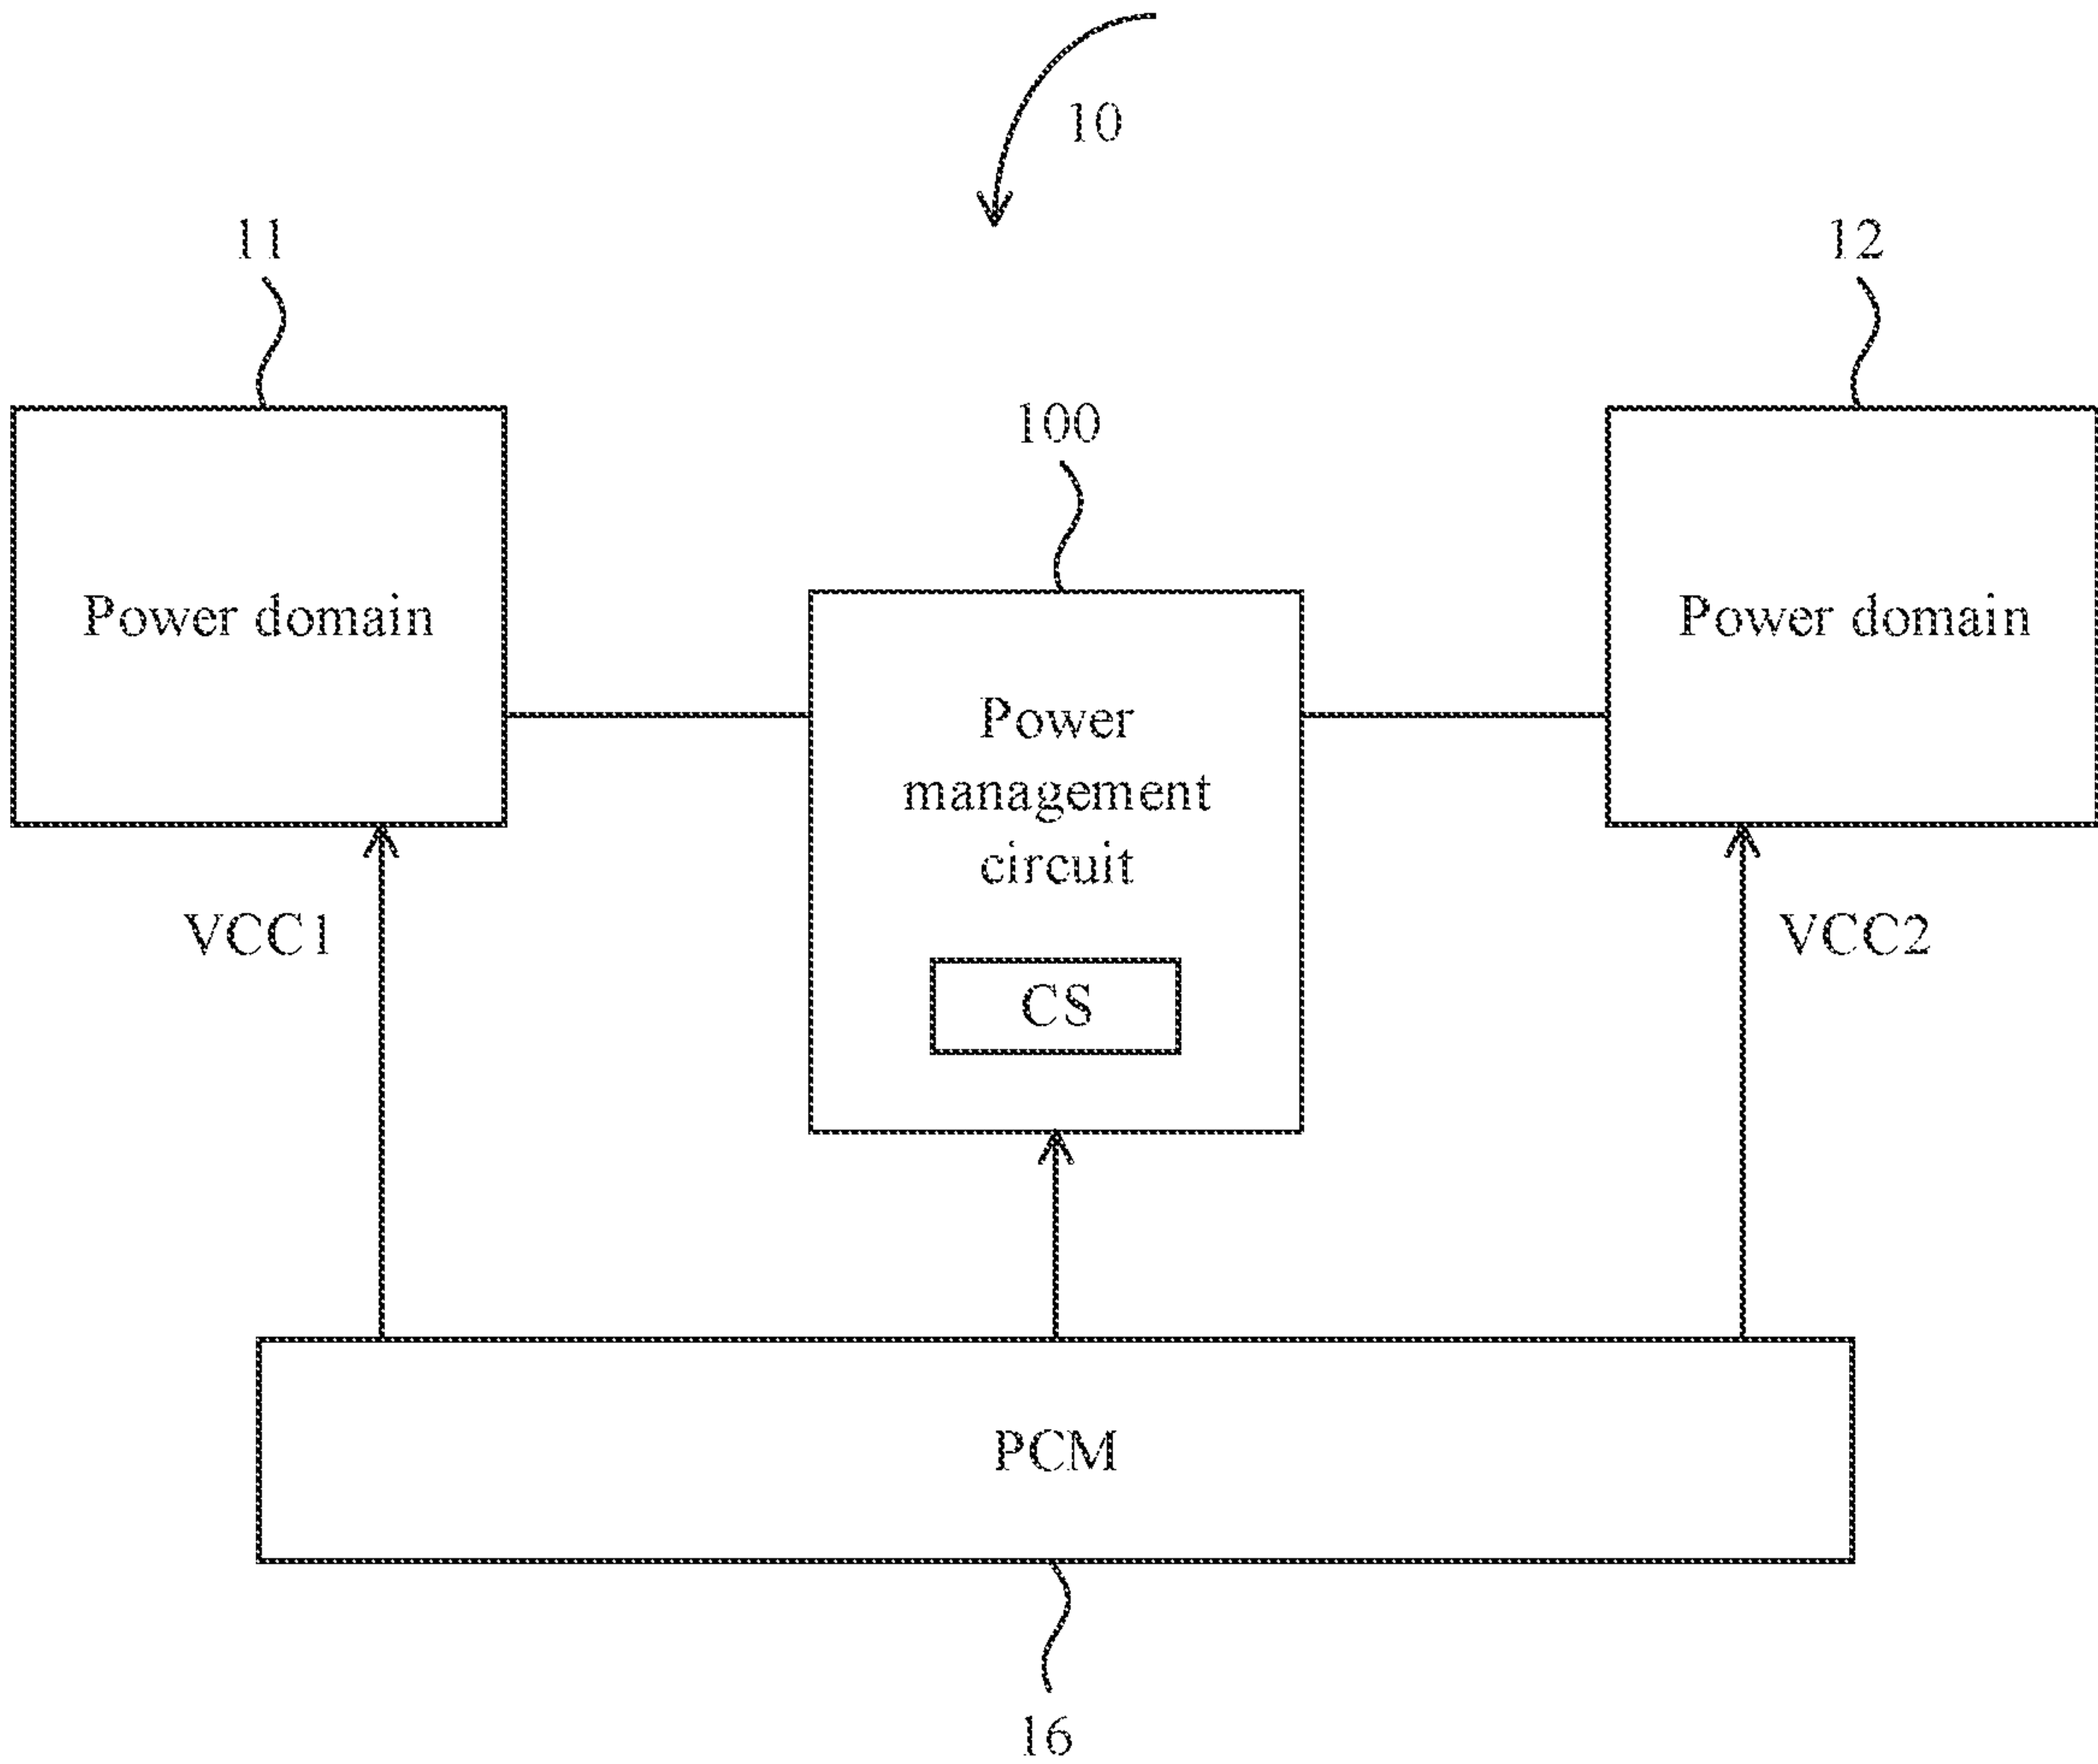 10
11
12
100
Power domain
Power domain
Power
management
circuit
VCC1
VCC2
CS
PCM
16